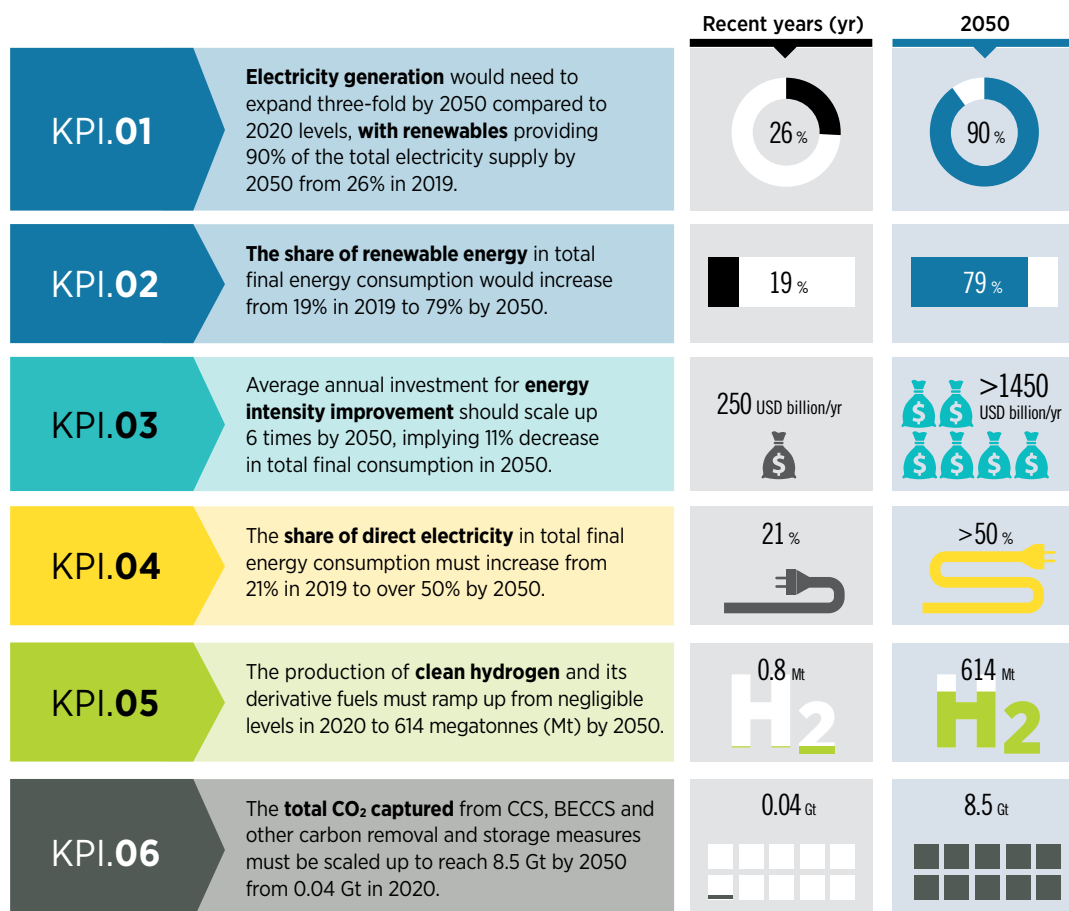 Recent years (yr)
2050
KPI.01
Electricity generation would need to
expand three-fold by 2050 compared to
2020 levels, with renewables providing
90% of the total electricity supply by
2050 from 26% in 2019.
26 %
90 %
KPI.02
The share of renewable energy in total
final energy consumption would increase
from 19% in 2019 to 79% by 2050.
19 %
79 %
KPI.03
Average annual investment for energy
intensity improvement should scale up
6 times by 2050, implying 11% decrease
in total final consumption in 2050.
250 USD billion/yr
$
>1450
USD billion/yr
$ $
$ $ $ $
KPI.04
The share of direct electricity in total final
energy consumption must increase from
21% in 2019 to over 50% by 2050.
21 %
>50 %
KPI.05
The production of clean hydrogen and its
derivative fuels must ramp up from negligible
levels in 2020 to 614 megatonnes (Mt) by 2050.
0.8 Mt
H2
614 Mt
H2
KPI.06
The total CO₂ captured from CCS, BECCS and
other carbon removal and storage measures
must be scaled up to reach 8.5 Gt by 2050
from 0.04 Gt in 2020.
0.04 Gt
8.5 Gt